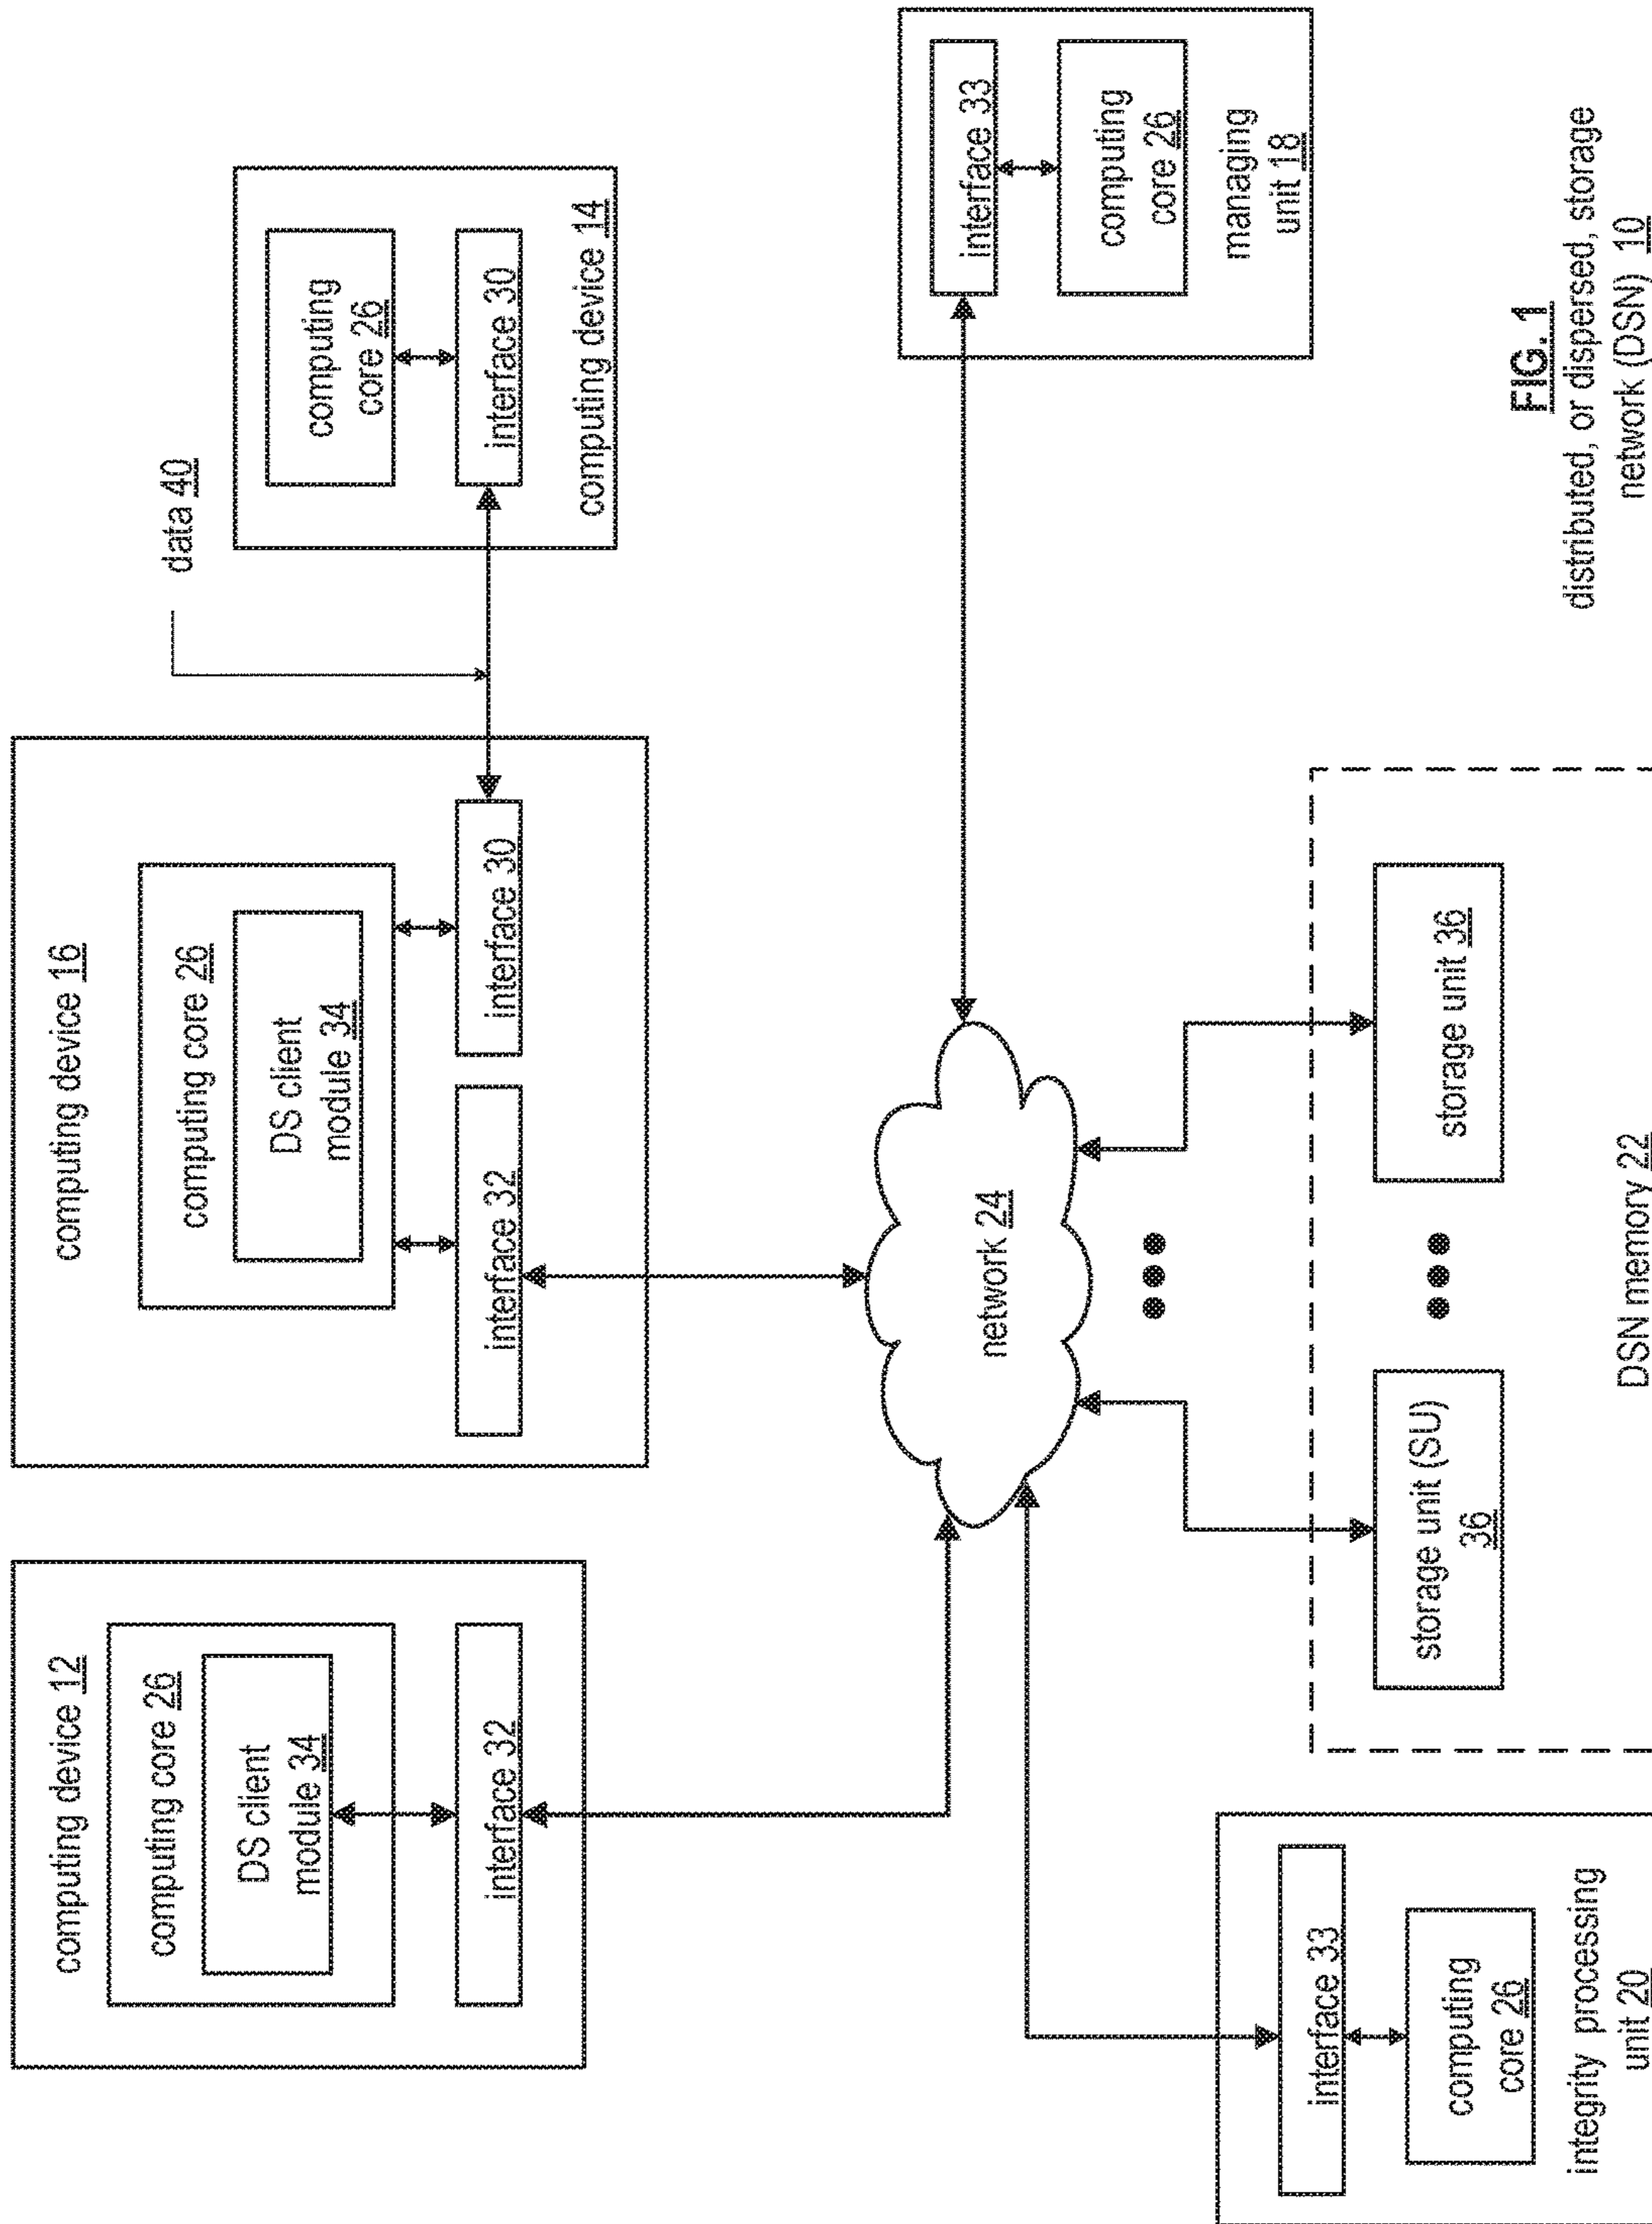 computing device 12
computing core 26
DS client
module 34
interface 32
computing device 16
computing core 26
DS client
module 34
interface 32
interface 30
data 40
computing
core 26
interface 30
computing device 14
network 24
interface 33
computing
core 26
managing
unit 18
interface 33
computing
core 26
integrity processing
unit 20
storage unit (SU)
36
storage unit 36
DSN memory 22
FIG. 1
distributed, or dispersed, storage
network (DSN) 10